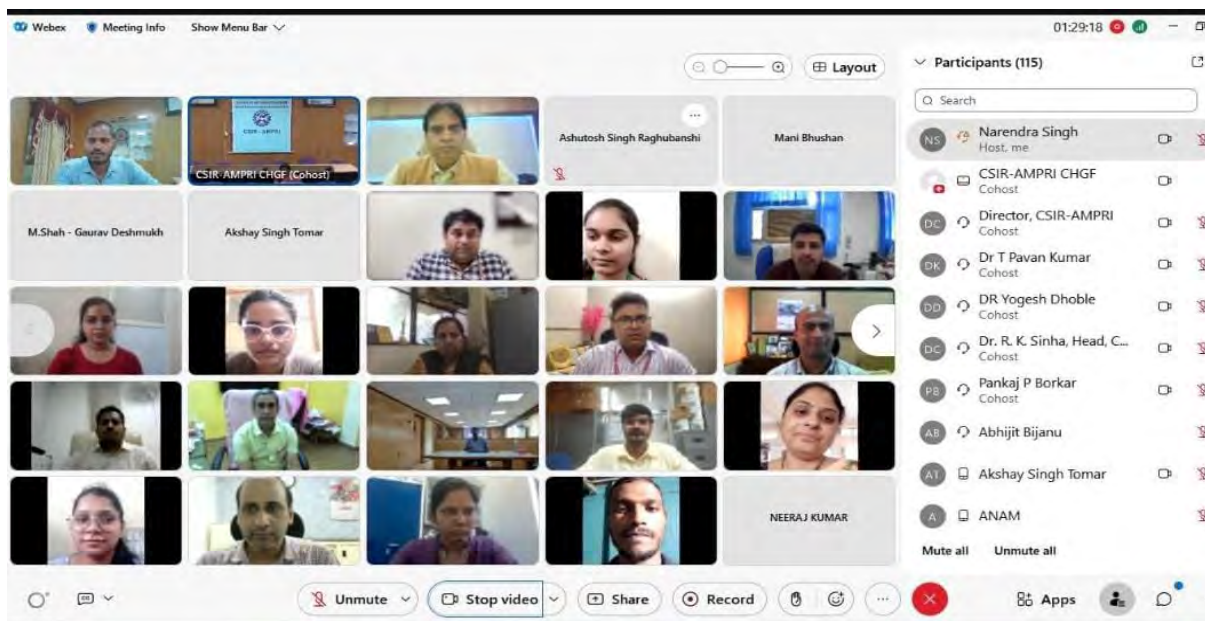 Webex
Meeting Info
Show Menu Bar
01:29:18
Layout
Participants (115)
Search
CSIR-AMPRI
CSIR-AMPRI CHGF (Cohost)
Ashutosh Singh Raghubanshi
Mani Bhushan
M.Shah - Gaurav Deshmukh
Akshay Singh Tomar
NEERAJ KUMAR
NS
Narendra Singh
Host, me
CSIR-AMPRI CHGF
Cohost
DC
Director, CSIR-AMPRI
Cohost
DK
Dr T Pavan Kumar
Cohost
DD
DR Yogesh Dhoble
Cohost
DC
Dr. R. K. Sinha, Head, C...
Cohost
PB
Pankaj P Borkar
Cohost
AB
Abhijit Bijanu
AT
Akshay Singh Tomar
A
ANAM
Mute all
Unmute all
Unmute
Stop video
Share
Record
Apps